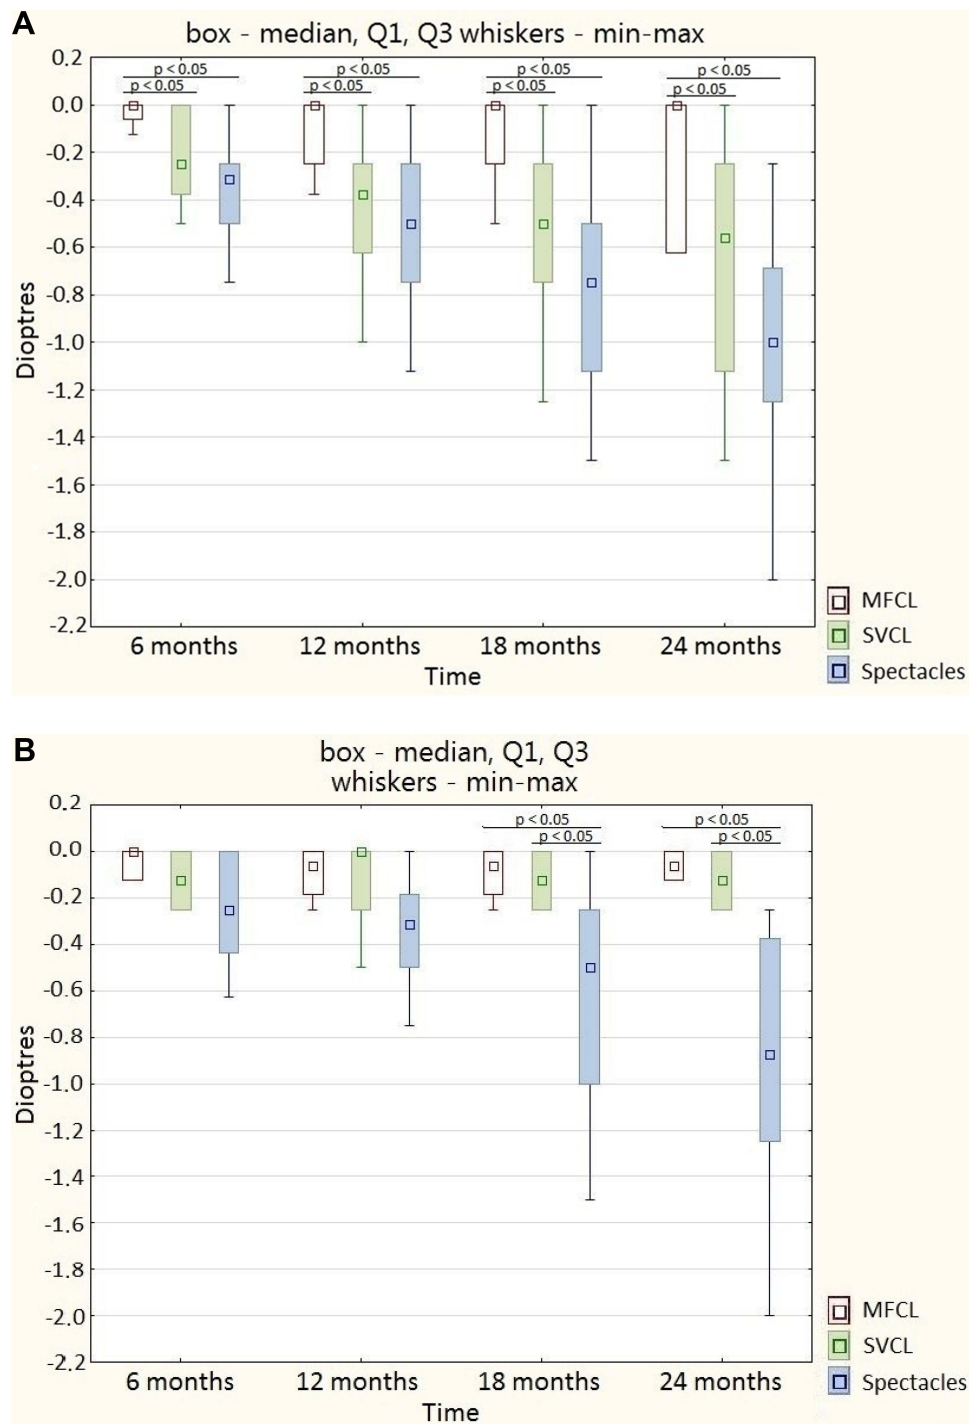 A
box - median, Q1, Q3 whiskers - min-max
0.2
p < 0.05 p < 0.05 p < 0.05 p < 0.05
p < 0.05 p < 0.05 p < 0.05 p < 0.05
0.0
-0.2
-0.4
-0.6
-0.8
-1.0
-1.2
-1.4
-1.6
-1.8
-2.0
-2.2
Dioptres
6 months 12 months 18 months 24 months
Time
MFCL
SVCL
Spectacles
B
box - median, Q1, Q3
whiskers - min-max
0.2
p < 0.05 p < 0.05
p < 0.05 p < 0.05
0.0
-0.2
-0.4
-0.6
-0.8
-1.0
-1.2
-1.4
-1.6
-1.8
-2.0
-2.2
Dioptres
6 months 12 months 18 months 24 months
Time
MFCL
SVCL
Spectacles